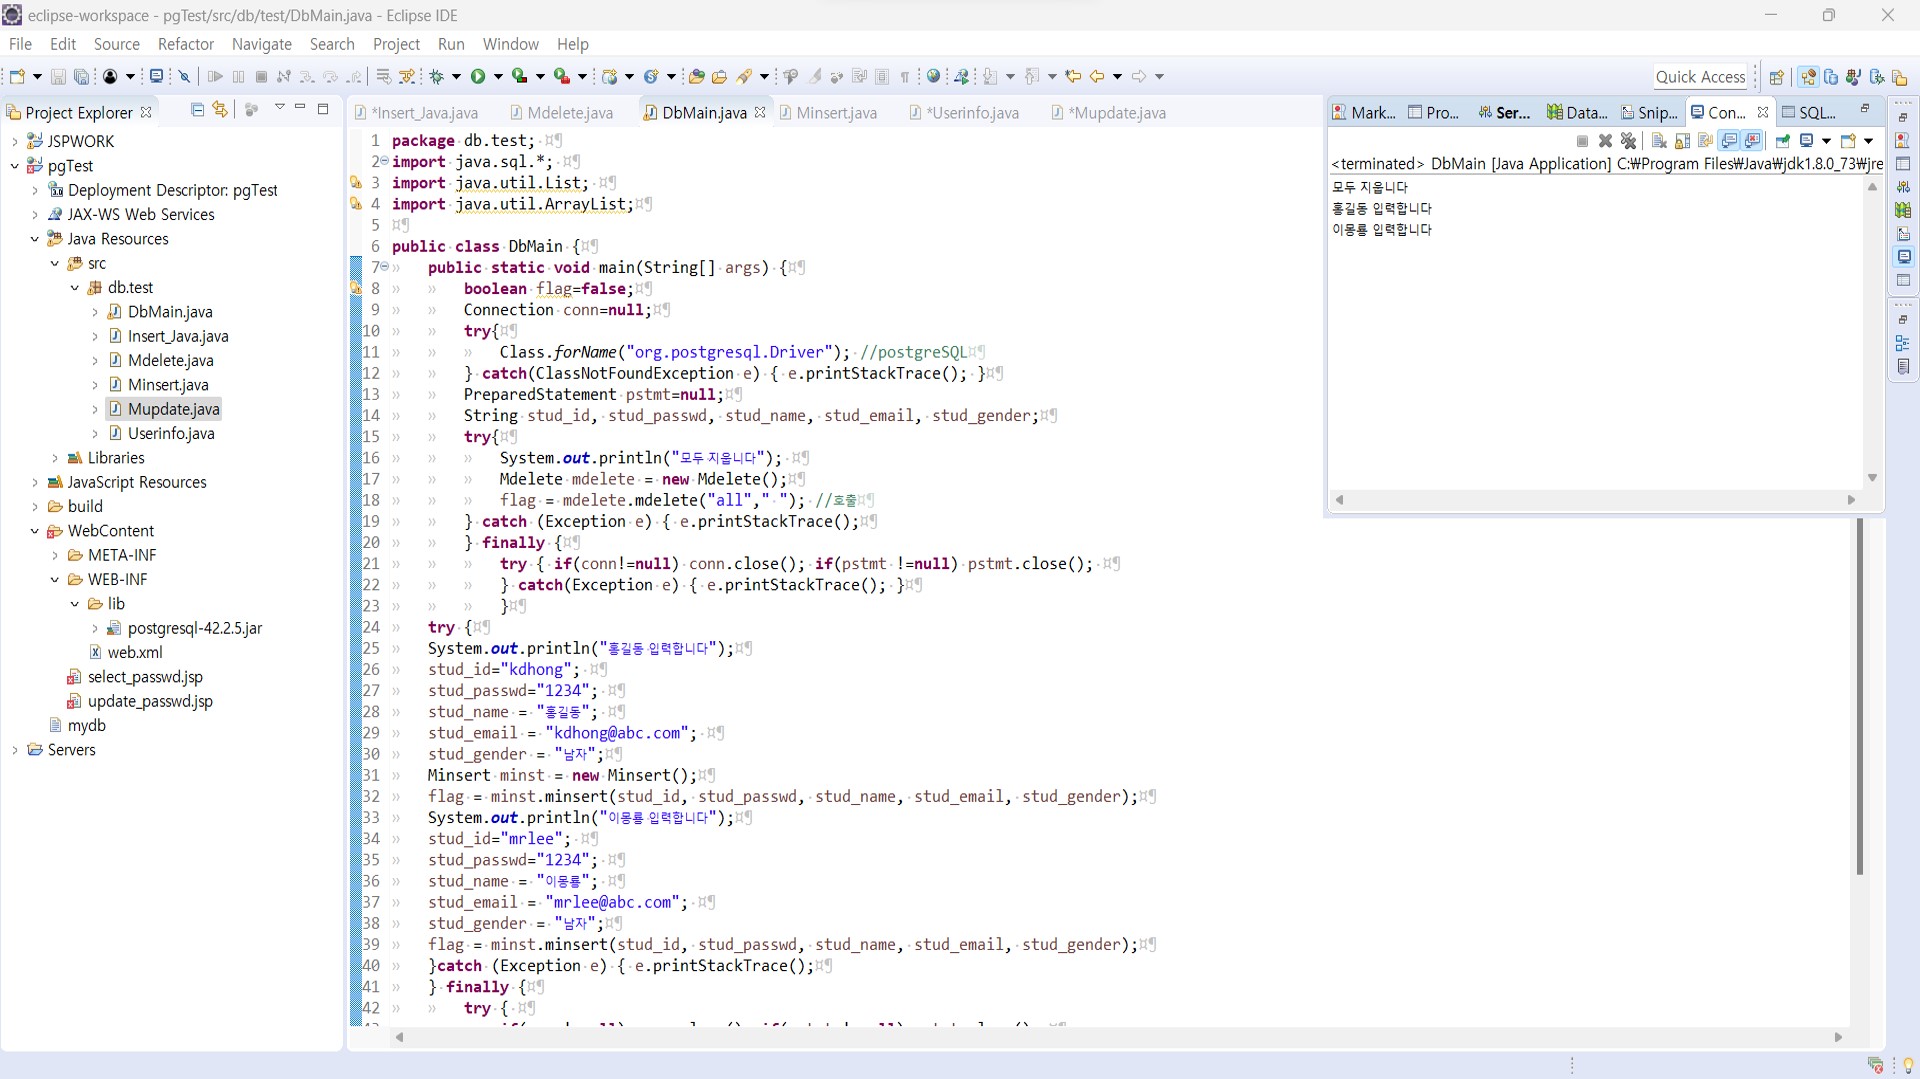 eclipse-workspace - pgTest/src/db/test/DbMain.java - Eclipse IDE
File Edit Source Refactor Navigate Search Project Run Window Help
Quick Access
Project Explorer
JSPWORK
pgTest
Deployment Descriptor: pgTest
JAX-WS Web Services
Java Resources
src
db.test
DbMain.java
Insert_Java.java
Mdelete.java
Minsert.java
Mupdate.java
Userinfo.java
Libraries
JavaScript Resources
build
WebContent
META-INF
WEB-INF
lib
postgresql-42.2.5.jar
web.xml
select_passwd.jsp
update_passwd.jsp
mydb
Servers
*Insert_Java.java Mdelete.java DbMain.java Minsert.java *Userinfo.java *Mupdate.java
1 package db.test;
2 import java.sql.*;
3 import java.util.List;
4 import java.util.ArrayList;
5
6 public class DbMain {
7 public static void main(String[] args) {
8 boolean flag=false;
9 Connection conn=null;
10 try{
11 Class.forName("org.postgresql.Driver"); //postgreSQL
12 } catch(ClassNotFoundException e) { e.printStackTrace(); }
13 PreparedStatement pstmt=null;
14 String stud_id, stud_passwd, stud_name, stud_email, stud_gender;
15 try{
16 System.out.println("모두 지웁니다");
17 Mdelete mdelete = new Mdelete();
18 flag = mdelete.mdelete("all"," "); //호출
19 } catch (Exception e) { e.printStackTrace();
20 } finally {
21 try { if(conn!=null) conn.close(); if(pstmt !=null) pstmt.close();
22 } catch(Exception e) { e.printStackTrace(); }
23 }
24 try {
25 System.out.println("홍길동 입력합니다");
26 stud_id="kdhong";
27 stud_passwd="1234";
28 stud_name = "홍길동";
29 stud_email = "kdhong@abc.com";
30 stud_gender = "남자";
31 Minsert minst = new Minsert();
32 flag = minst.minsert(stud_id, stud_passwd, stud_name, stud_email, stud_gender);
33 System.out.println("이몽룡 입력합니다");
34 stud_id="mrlee";
35 stud_passwd="1234";
36 stud_name = "이몽룡";
37 stud_email = "mrlee@abc.com";
38 stud_gender = "남자";
39 flag = minst.minsert(stud_id, stud_passwd, stud_name, stud_email, stud_gender);
40 }catch (Exception e) { e.printStackTrace();
41 } finally {
42 try {
Mark... Pro... Ser... Data... Snip... Con... SQL...
<terminated> DbMain [Java Application] C:₩Program Files₩Java₩jdk1.8.0_73₩jre
모두 지웁니다
홍길동 입력합니다
이몽룡 입력합니다